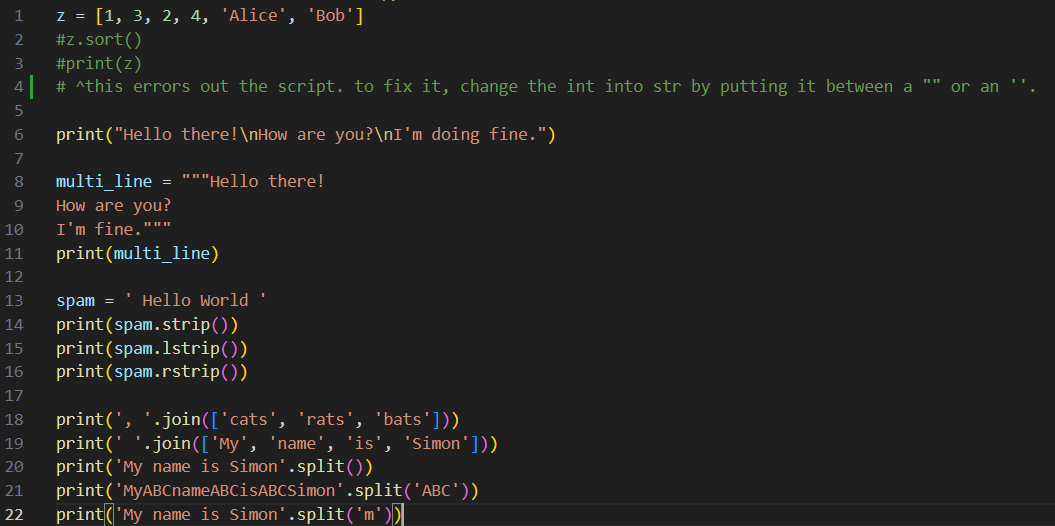 1 z = [1, 3, 2, 4, 'Alice', 'Bob']
2 #z.sort()
3 #print(z)
4 # ^this errors out the script. to fix it, change the int into str by putting it between a "" or an ''.
5
6 print("Hello there!\nHow are you?\nI'm doing fine.")
7
8 multi_line = """Hello there!
9 How are you?
10 I'm fine."""
11 print(multi_line)
12
13 spam = ' Hello World '
14 print(spam.strip())
15 print(spam.lstrip())
16 print(spam.rstrip())
17
18 print(', '.join(['cats', 'rats', 'bats']))
19 print(' '.join(['My', 'name', 'is', 'Simon']))
20 print('My name is Simon'.split())
21 print('MyABCnameABCisABCSimon'.split('ABC'))
22 print('My name is Simon'.split('m'))